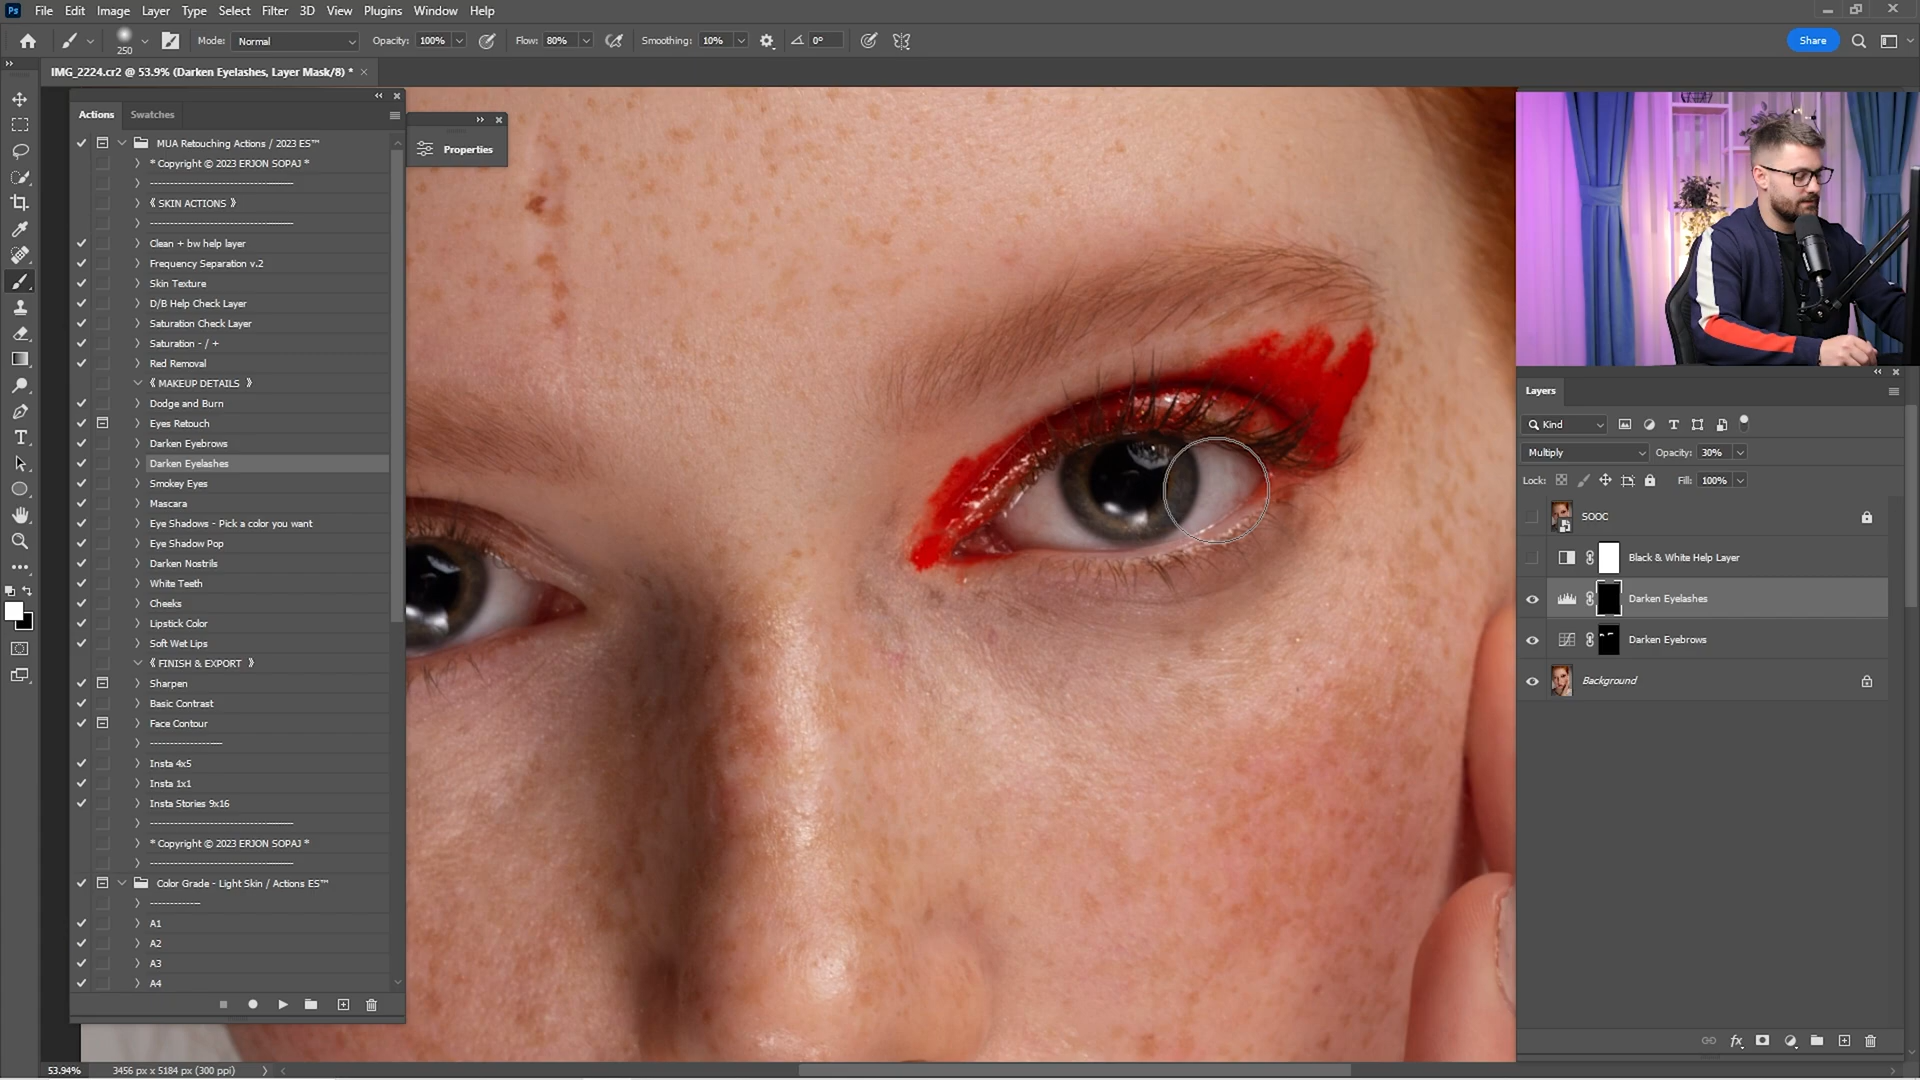 Ps File Edit Image Layer Type Select Filter 3D View Plugins Window Help
250 Mode: Normal Opacity: 100% Flow: 80% Smoothing: 10% 0° Share
IMG_2224.cr2 @ 53.9% (Darken Eyelashes, Layer Mask/8) *
Actions Swatches
Properties
MUA Retouching Actions / 2023 ES™
* Copyright © 2023 ERJON SOPAJ *
------------------------------------------
《 SKIN ACTIONS 》
------------------------------------------
Clean + bw help layer
Frequency Separation v.2
Skin Texture
D/B Help Check Layer
Saturation Check Layer
Saturation - / +
Red Removal
《 MAKEUP DETAILS 》
Dodge and Burn
Eyes Retouch
Darken Eyebrows
Darken Eyelashes
Smokey Eyes
Mascara
Eye Shadows - Pick a color you want
Eye Shadow Pop
Darken Nostrils
White Teeth
Cheeks
Lipstick Color
Soft Wet Lips
《 FINISH & EXPORT 》
Sharpen
Basic Contrast
Face Contour
---------------------
Insta 4x5
Insta 1x1
Insta Stories 9x16
------------------------------------------
* Copyright © 2023 ERJON SOPAJ *
------------------------------------------
Color Grade - Light Skin / Actions ES™
-------------
A1
A2
A3
A4
Layers
Kind
Multiply Opacity: 30%
Lock: Fill: 100%
SOOC
Black & White Help Layer
Darken Eyelashes
Darken Eyebrows
Background
fx
53.94% 3456 px x 5184 px (300 ppi)